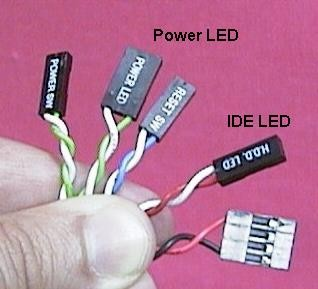 Power LED
POWER SW
POWER LED
RESET SW
IDE LED
H.D.D. LED